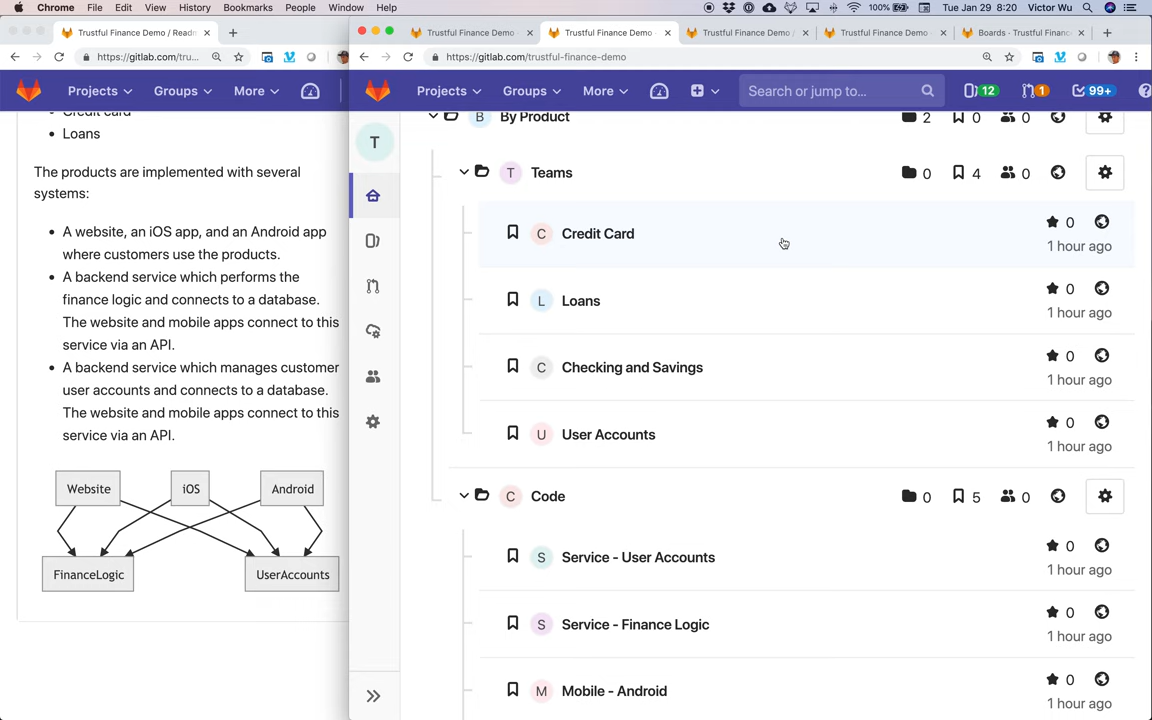 Chrome File Edit View History Bookmarks People Window Help
100% Tue Jan 29 8:20 Victor Wu
Trustful Finance Demo / Readm
https://gitlab.com/tru...
Projects Groups More
Credit card
Loans
The products are implemented with several
systems:
A website, an iOS app, and an Android app
where customers use the products.
A backend service which performs the
finance logic and connects to a database.
The website and mobile apps connect to this
service via an API.
A backend service which manages customer
user accounts and connects to a database.
The website and mobile apps connect to this
service via an API.
Website iOS Android
FinanceLogic UserAccounts
Trustful Finance Demo Trustful Finance Demo Trustful Finance Demo / Trustful Finance Demo Boards · Trustful Financ
https://gitlab.com/trustful-finance-demo
Projects Groups More Search or jump to... 12 1 99+
T
B By Product 2 0 0
T Teams 0 4 0
C Credit Card 0
1 hour ago
L Loans 0
1 hour ago
C Checking and Savings 0
1 hour ago
U User Accounts 0
1 hour ago
C Code 0 5 0
S Service - User Accounts 0
1 hour ago
S Service - Finance Logic 0
1 hour ago
M Mobile - Android 0
1 hour ago